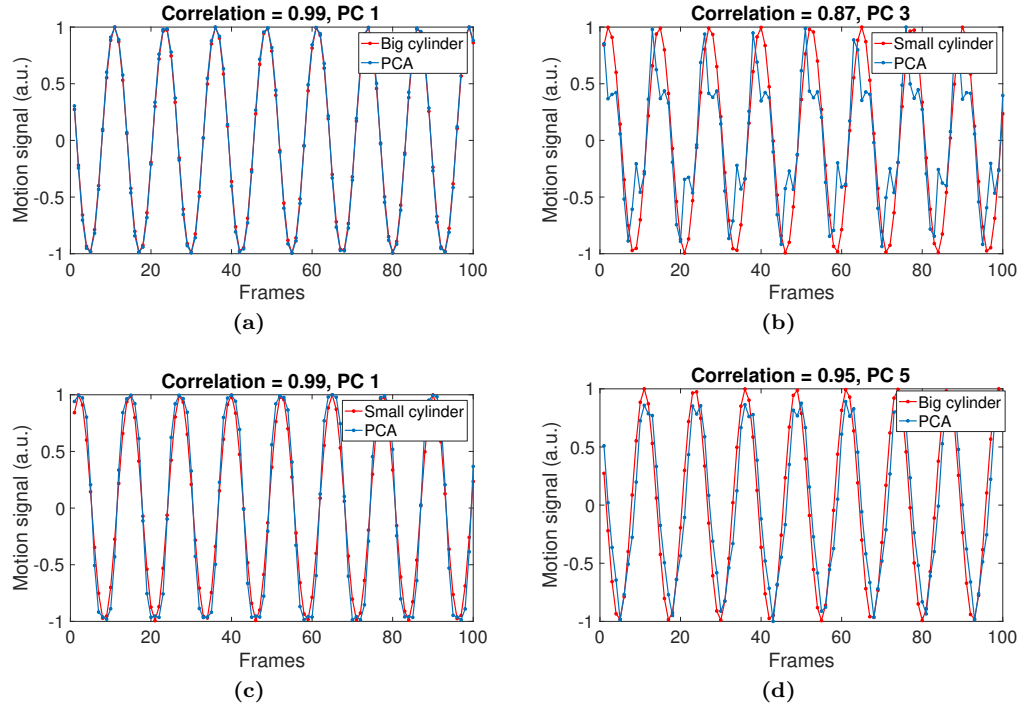 Correlation = 0.99, PC 1
Motion signal (a.u.)
1
0.5
0
-0.5
-1
Big cylinder
PCA
0 20 40 60 80 100
Frames
(a)
Correlation = 0.87, PC 3
Motion signal (a.u.)
1
0.5
0
-0.5
-1
Small cylinder
PCA
0 20 40 60 80 100
Frames
(b)
Correlation = 0.99, PC 1
Motion signal (a.u.)
1
0.5
0
-0.5
-1
Small cylinder
PCA
0 20 40 60 80 100
Frames
(c)
Correlation = 0.95, PC 5
Motion signal (a.u.)
1
0.5
0
-0.5
-1
Big cylinder
PCA
0 20 40 60 80 100
Frames
(d)